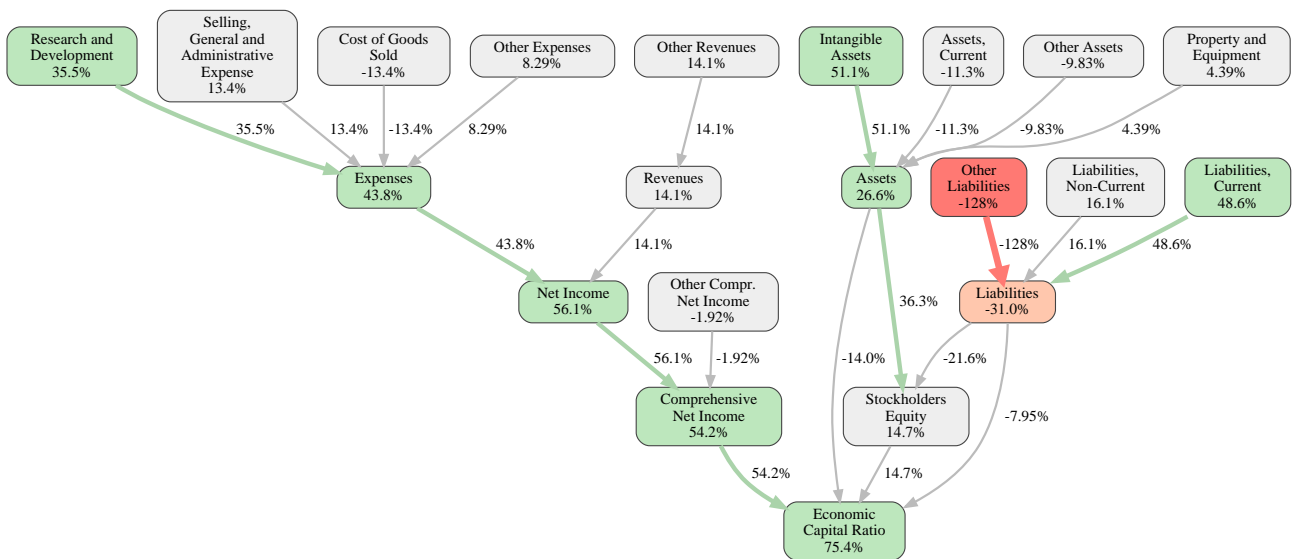 Research and
Development
35.5%
Selling,
General and
Administrative
Expense
13.4%
Cost of Goods
Sold
-13.4%
Other Expenses
8.29%
Other Revenues
14.1%
Intangible
Assets
51.1%
Assets,
Current
-11.3%
Other Assets
-9.83%
Property and
Equipment
4.39%
35.5%
13.4%
-13.4%
8.29%
14.1%
51.1%
-11.3%
-9.83%
4.39%
Expenses
43.8%
Revenues
14.1%
Assets
26.6%
Other
Liabilities
-128%
Liabilities,
Non-Current
16.1%
Liabilities,
Current
48.6%
43.8%
14.1%
-128%
16.1%
48.6%
Net Income
56.1%
Other Compr.
Net Income
-1.92%
36.3%
Liabilities
-31.0%
56.1%
-1.92%
-14.0%
-21.6%
Comprehensive
Net Income
54.2%
Stockholders
Equity
14.7%
-7.95%
54.2%
14.7%
Economic
Capital Ratio
75.4%